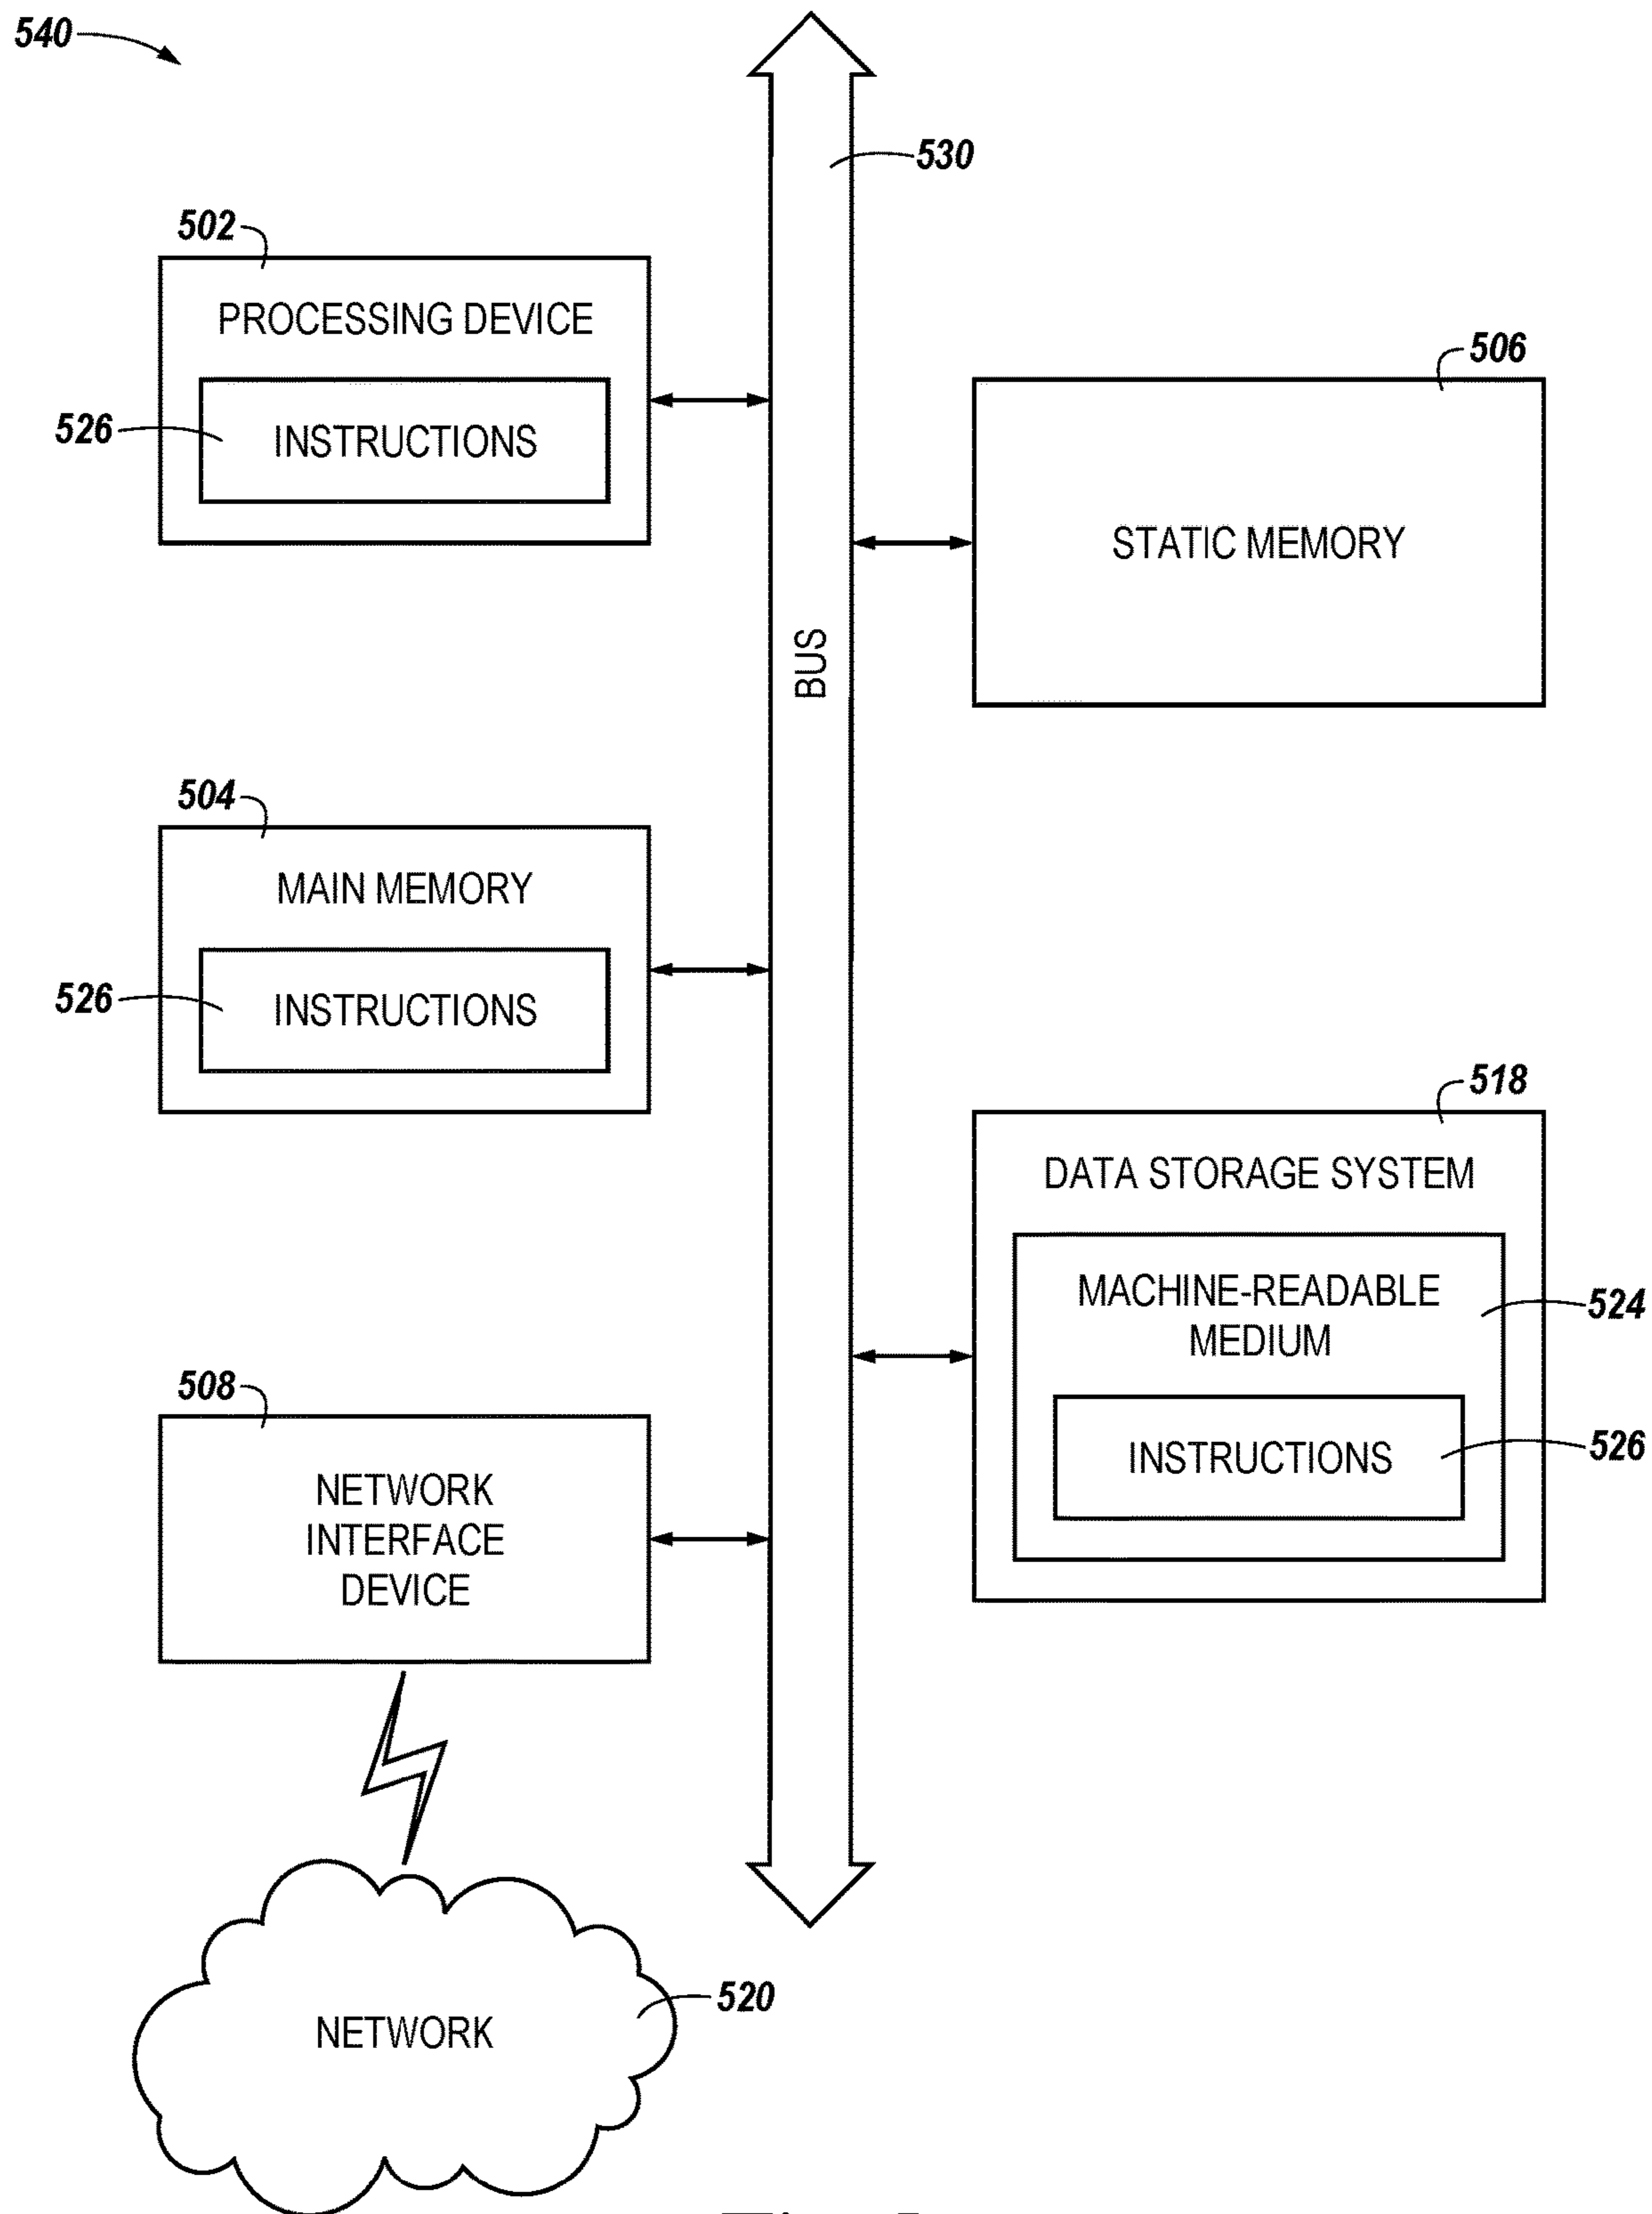 540
530
502
PROCESSING DEVICE
526
INSTRUCTIONS
506
STATIC MEMORY
BUS
504
MAIN MEMORY
526
INSTRUCTIONS
518
DATA STORAGE SYSTEM
MACHINE-READABLE
MEDIUM
524
INSTRUCTIONS
526
508
NETWORK
INTERFACE
DEVICE
NETWORK
520